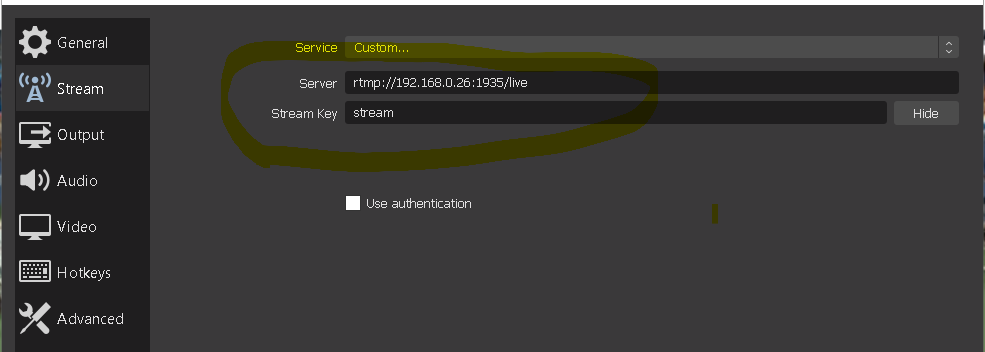 General
Stream
Output
Audio
Video
Hotkeys
Advanced
Service Custom...
Server rtmp://192.168.0.26:1935/live
Stream Key stream Hide
Use authentication